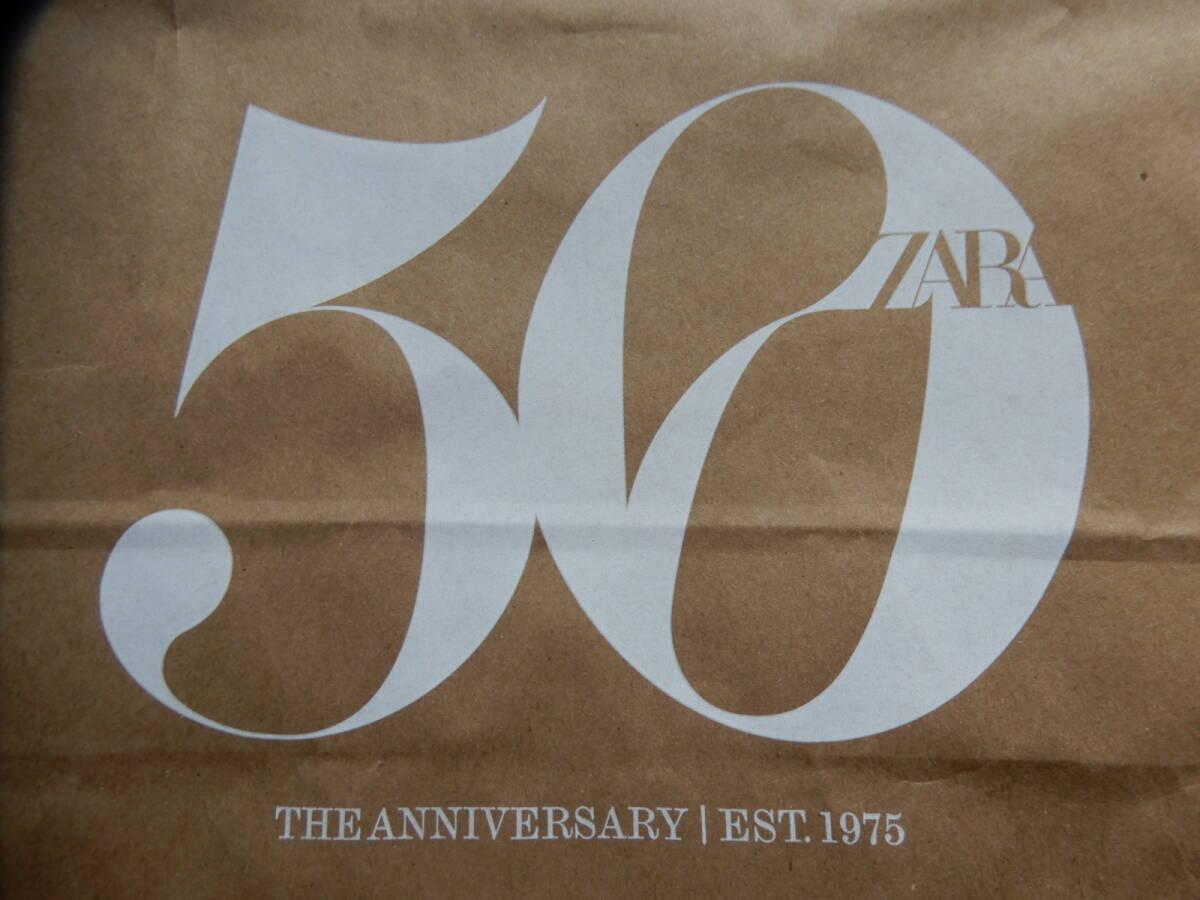 50
ZARA
THE ANNIVERSARY | EST. 1975